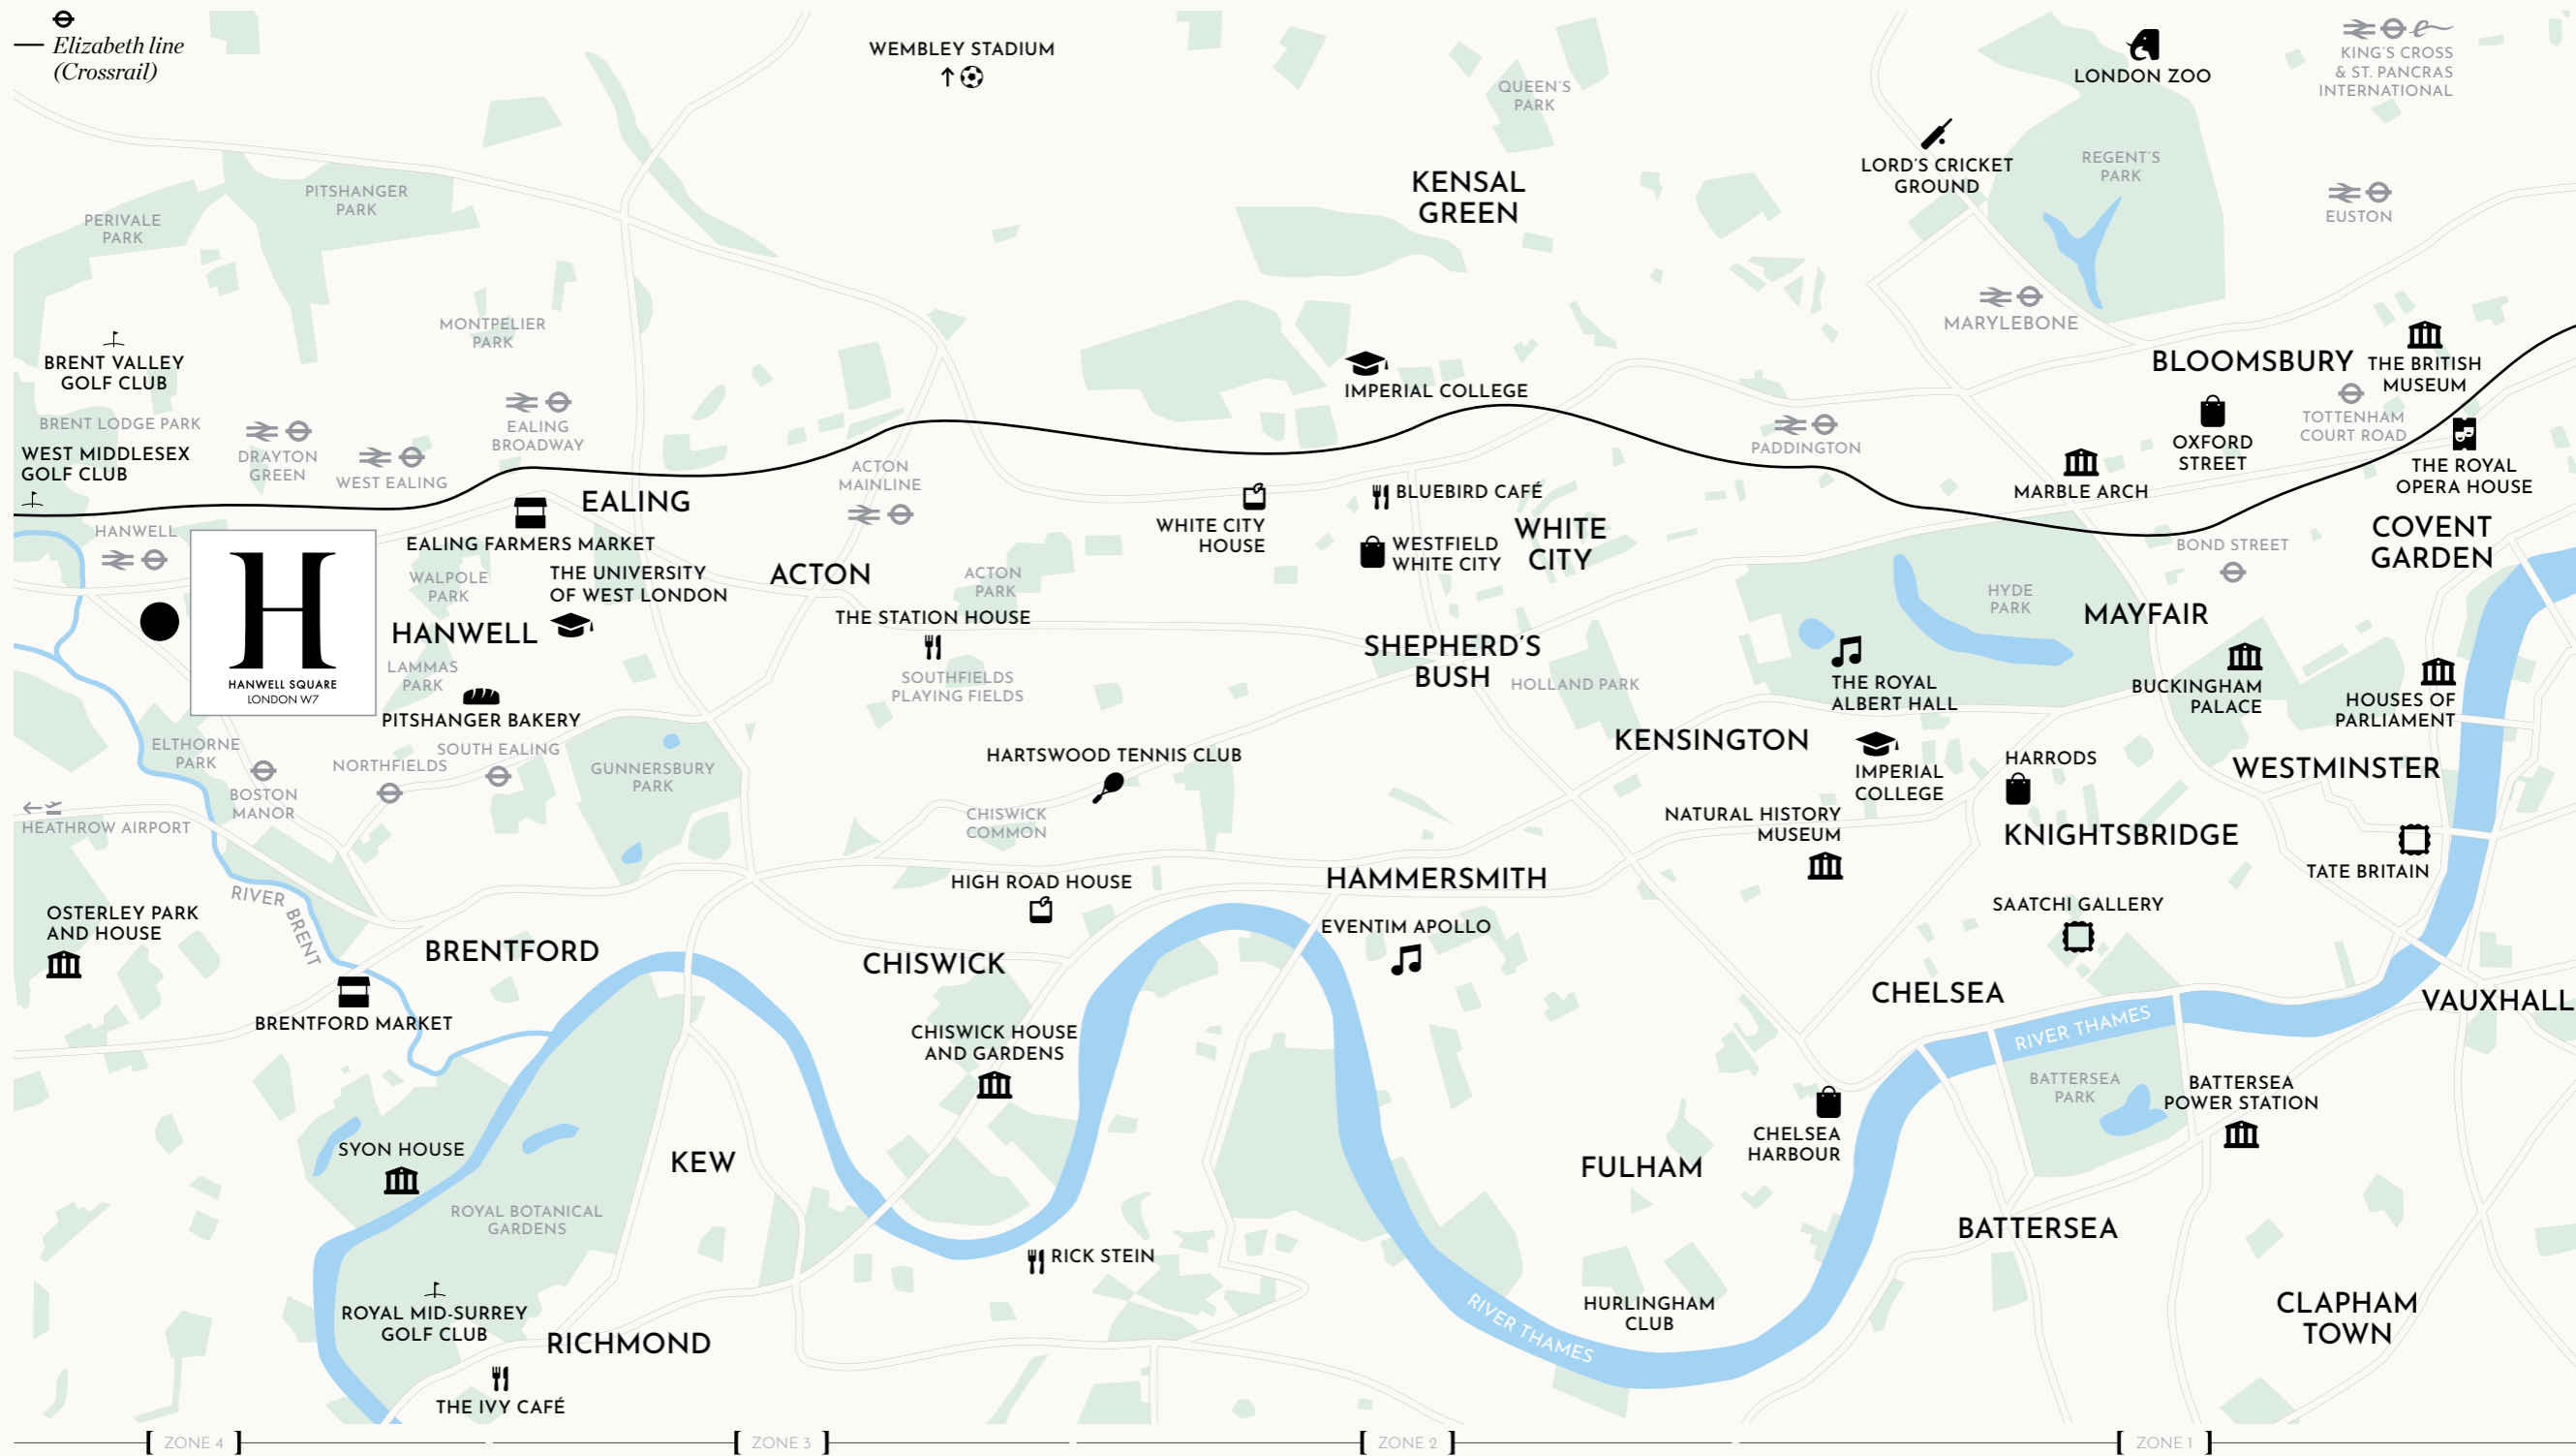 Elizabeth line
(Crossrail)
WEMBLEY STADIUM
QUEEN'S
PARK
LONDON ZOO
KING'S CROSS
& ST. PANCRAS
INTERNATIONAL
LORD'S CRICKET
GROUND
REGENT'S
PARK
EUSTON
KENSAL
GREEN
PITSHANGER
PARK
PERIVALE
PARK
MONTPELIER
PARK
MARYLEBONE
BRENT VALLEY
GOLF CLUB
BRENT LODGE PARK
WEST MIDDLESEX
GOLF CLUB
DRAYTON
GREEN
WEST EALING
EALING
BROADWAY
IMPERIAL COLLEGE
BLOOMSBURY
THE BRITISH
MUSEUM
OXFORD
STREET
TOTTENHAM
COURT ROAD
PADDINGTON
MARBLE ARCH
THE ROYAL
OPERA HOUSE
ACTON
MAINLINE
EALING
EALING FARMERS MARKET
HANWELL
WHITE CITY
HOUSE
BLUEBIRD CAFÉ
WESTFIELD
WHITE CITY
WHITE
CITY
COVENT
GARDEN
BOND STREET
H
HANWELL SQUARE
LONDON W7
WALPOLE
PARK
THE UNIVERSITY
OF WEST LONDON
ACTON
ACTON
PARK
THE STATION HOUSE
HYDE
PARK
MAYFAIR
HANWELL
LAMMAS
PARK
PITSHANGER BAKERY
SOUTHFIELDS
PLAYING FIELDS
SHEPHERD'S
BUSH
HOLLAND PARK
THE ROYAL
ALBERT HALL
BUCKINGHAM
PALACE
HOUSES OF
PARLIAMENT
ELTHORNE
PARK
BOSTON
MANOR
NORTHFIELDS
SOUTH EALING
GUNNERSBURY
PARK
HARTSWOOD TENNIS CLUB
KENSINGTON
IMPERIAL
COLLEGE
HARRODS
WESTMINSTER
HEATHROW AIRPORT
CHISWICK
COMMON
NATURAL HISTORY
MUSEUM
KNIGHTSBRIDGE
TATE BRITAIN
RIVER BRENT
OSTERLEY PARK
AND HOUSE
HIGH ROAD HOUSE
HAMMERSMITH
EVENTIM APOLLO
SAATCHI GALLERY
BRENTFORD
CHISWICK
CHELSEA
VAUXHALL
BRENTFORD MARKET
CHISWICK HOUSE
AND GARDENS
RIVER THAMES
BATTERSEA
PARK
BATTERSEA
POWER STATION
CHELSEA
HARBOUR
SYON HOUSE
KEW
FULHAM
ROYAL BOTANICAL
GARDENS
BATTERSEA
RICK STEIN
ROYAL MID-SURREY
GOLF CLUB
RICHMOND
RIVER THAMES
HURLINGHAM
CLUB
CLAPHAM
TOWN
THE IVY CAFÉ
ZONE 4
ZONE 3
ZONE 2
ZONE 1